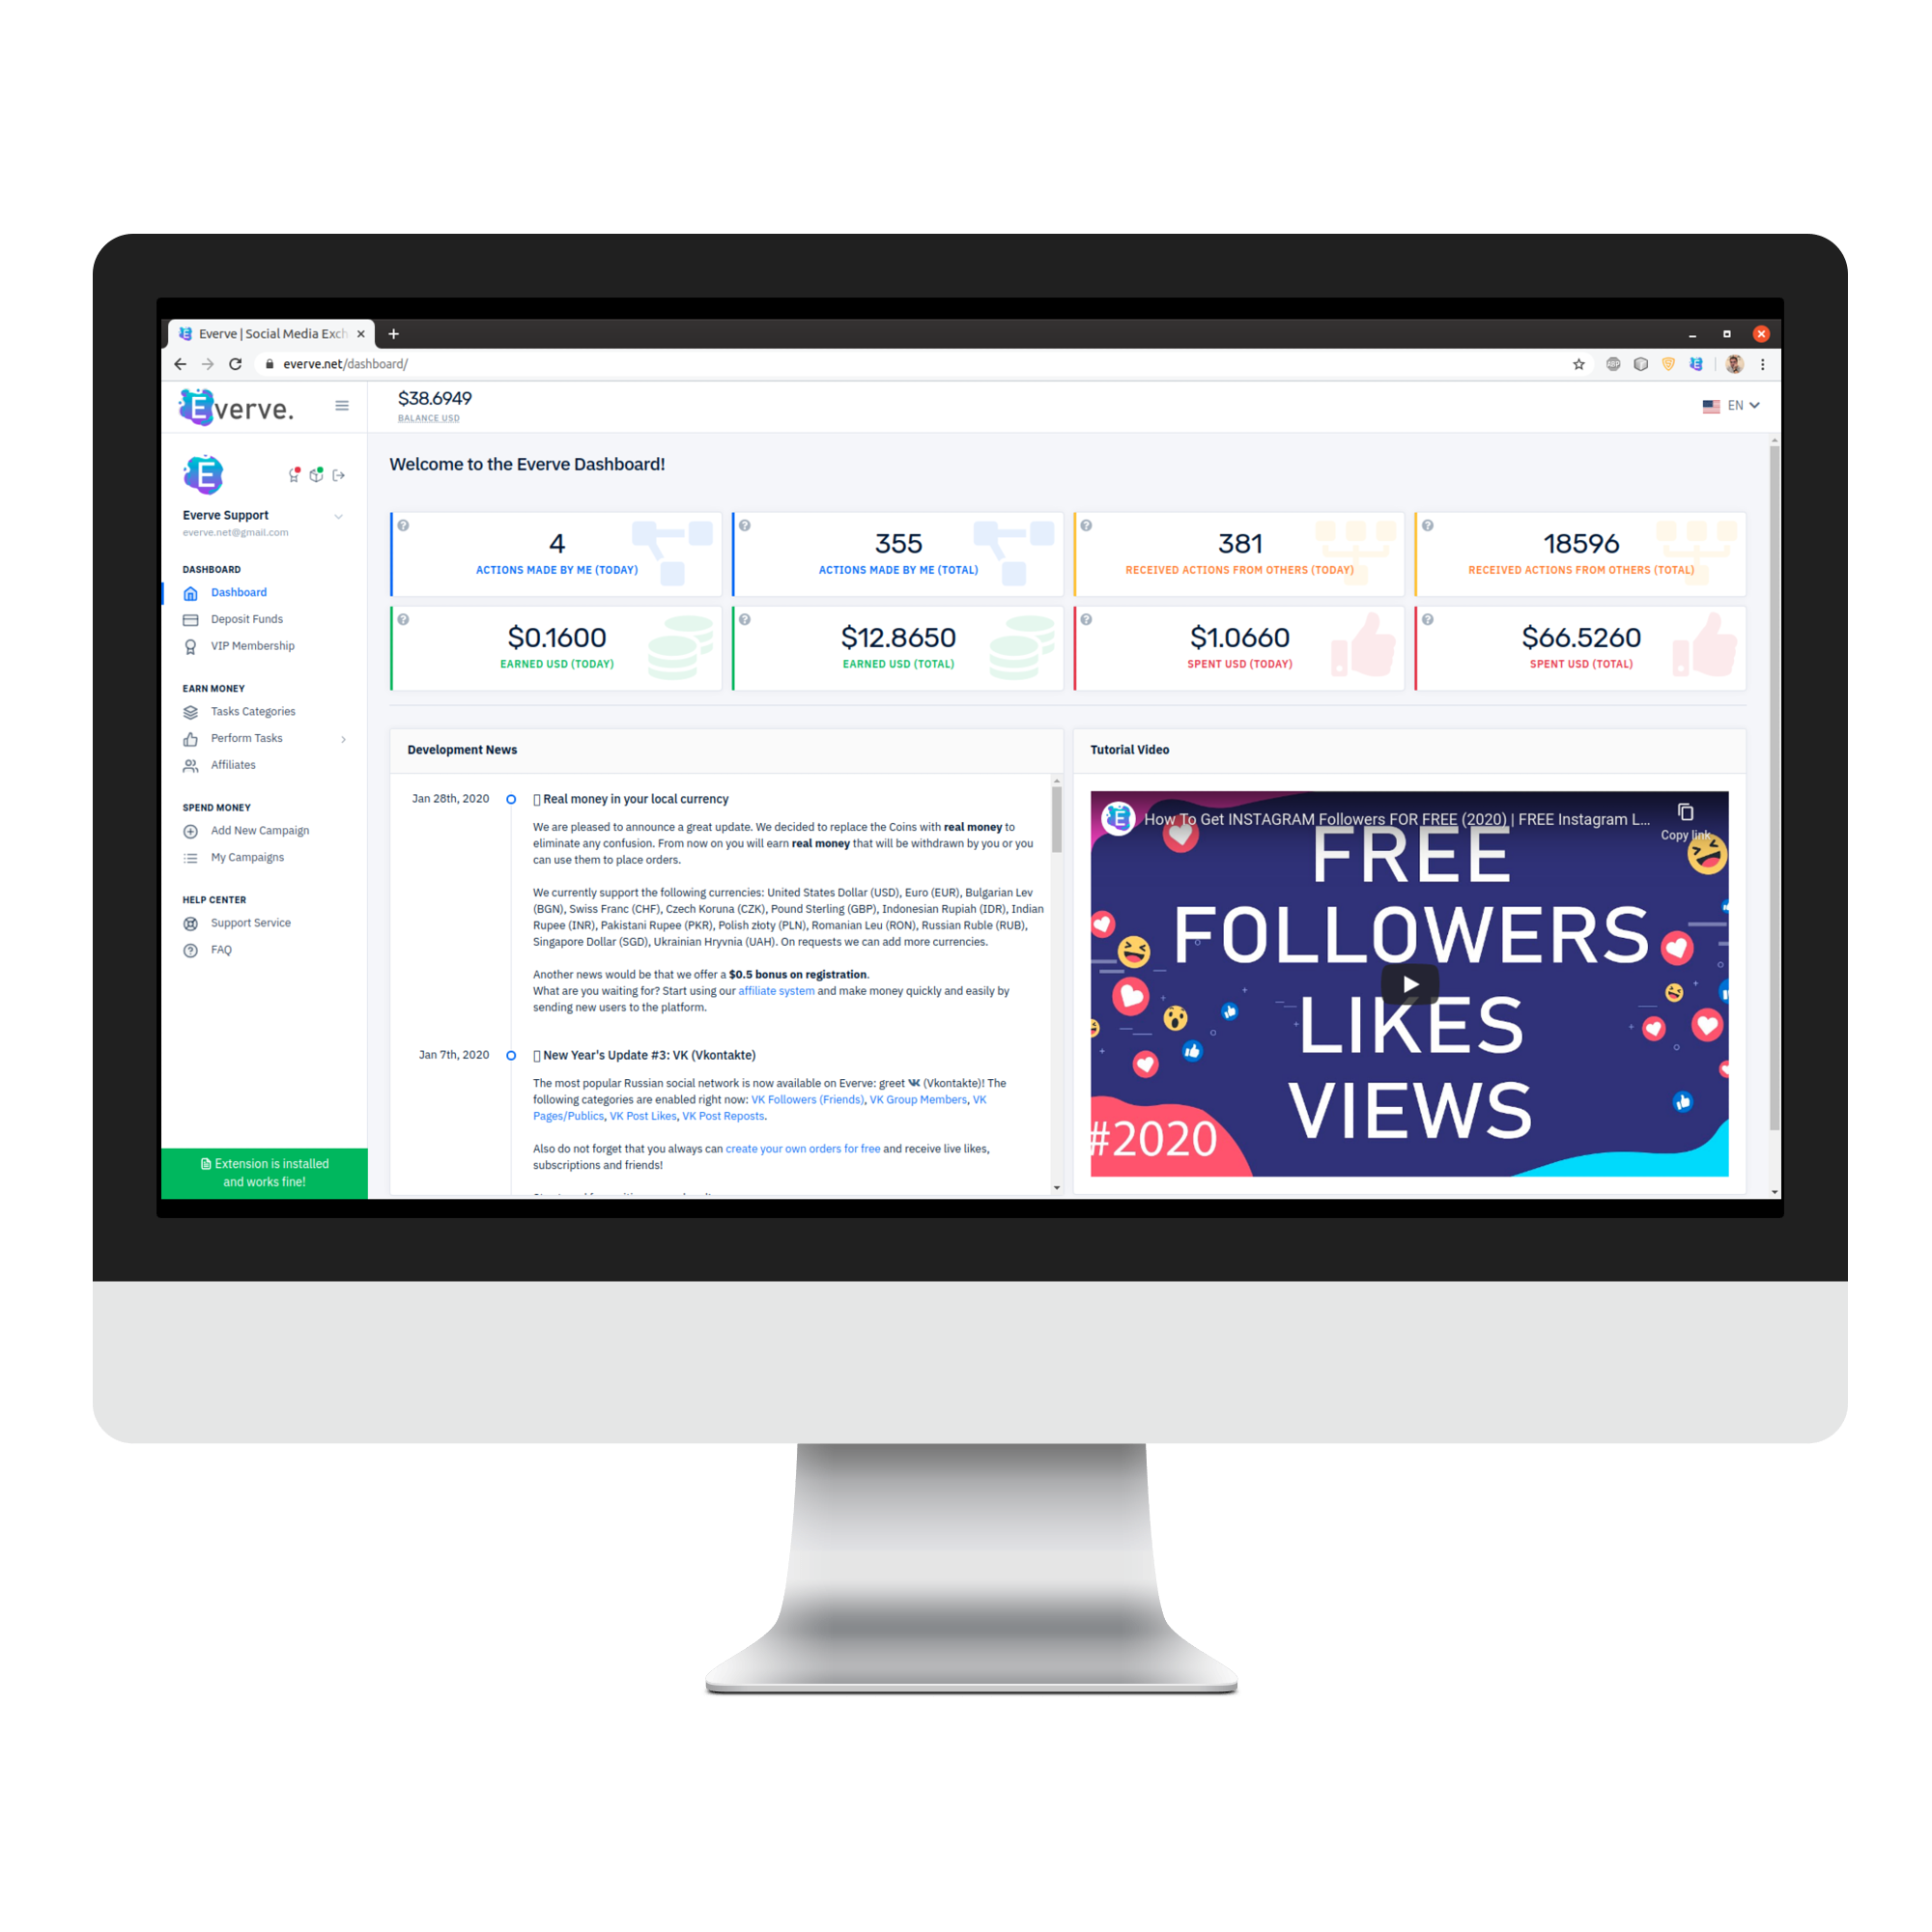 Everve | Social Media Exch
everve.net/dashboard/
ABP
Everve.
$38.6949
BALANCE USD
EN
E
Everve Support
everve.net@gmail.com
DASHBOARD
Dashboard
Deposit Funds
VIP Membership
EARN MONEY
Tasks Categories
Perform Tasks
Affiliates
SPEND MONEY
Add New Campaign
My Campaigns
HELP CENTER
Support Service
FAQ
Extension is installed
and works fine!
Welcome to the Everve Dashboard!
4
ACTIONS MADE BY ME (TODAY)
355
ACTIONS MADE BY ME (TOTAL)
381
RECEIVED ACTIONS FROM OTHERS (TODAY)
18596
RECEIVED ACTIONS FROM OTHERS (TOTAL)
$0.1600
EARNED USD (TODAY)
$12.8650
EARNED USD (TOTAL)
$1.0660
SPENT USD (TODAY)
$66.5260
SPENT USD (TOTAL)
Development News
Jan 28th, 2020
Real money in your local currency
We are pleased to announce a great update. We decided to replace the Coins with real money to
eliminate any confusion. From now on you will earn real money that will be withdrawn by you or you
can use them to place orders.
We currently support the following currencies: United States Dollar (USD), Euro (EUR), Bulgarian Lev
(BGN), Swiss Franc (CHF), Czech Koruna (CZK), Pound Sterling (GBP), Indonesian Rupiah (IDR), Indian
Rupee (INR), Pakistani Rupee (PKR), Polish złoty (PLN), Romanian Leu (RON), Russian Ruble (RUB),
Singapore Dollar (SGD), Ukrainian Hryvnia (UAH). On requests we can add more currencies.
Another news would be that we offer a $0.5 bonus on registration.
What are you waiting for? Start using our affiliate system and make money quickly and easily by
sending new users to the platform.
Jan 7th, 2020
New Year's Update #3: VK (Vkontakte)
The most popular Russian social network is now available on Everve: greet VK (Vkontakte)! The
following categories are enabled right now: VK Followers (Friends), VK Group Members, VK
Pages/Publics, VK Post Likes, VK Post Reposts.
Also do not forget that you always can create your own orders for free and receive live likes,
subscriptions and friends!
Tutorial Video
E
How To Get INSTAGRAM Followers FOR FREE (2020) | FREE Instagram L...
Copy link
FREE
FOLLOWERS
LIKES
VIEWS
#2020